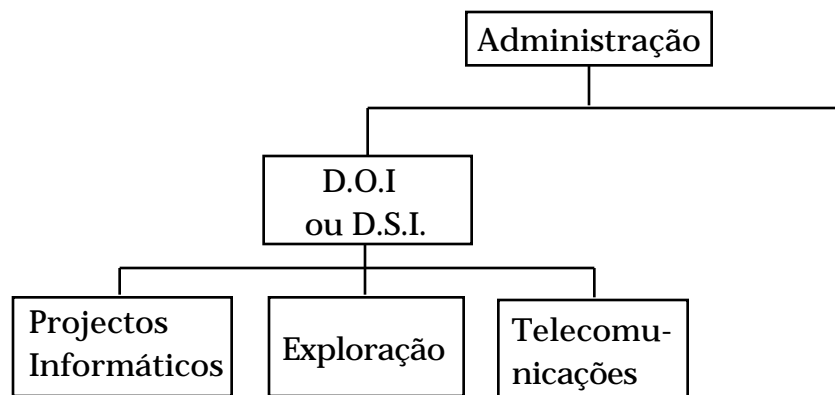 Administração
D.O.I
ou D.S.I.
Projectos
Informáticos
Exploração
Telecomu-
nicações